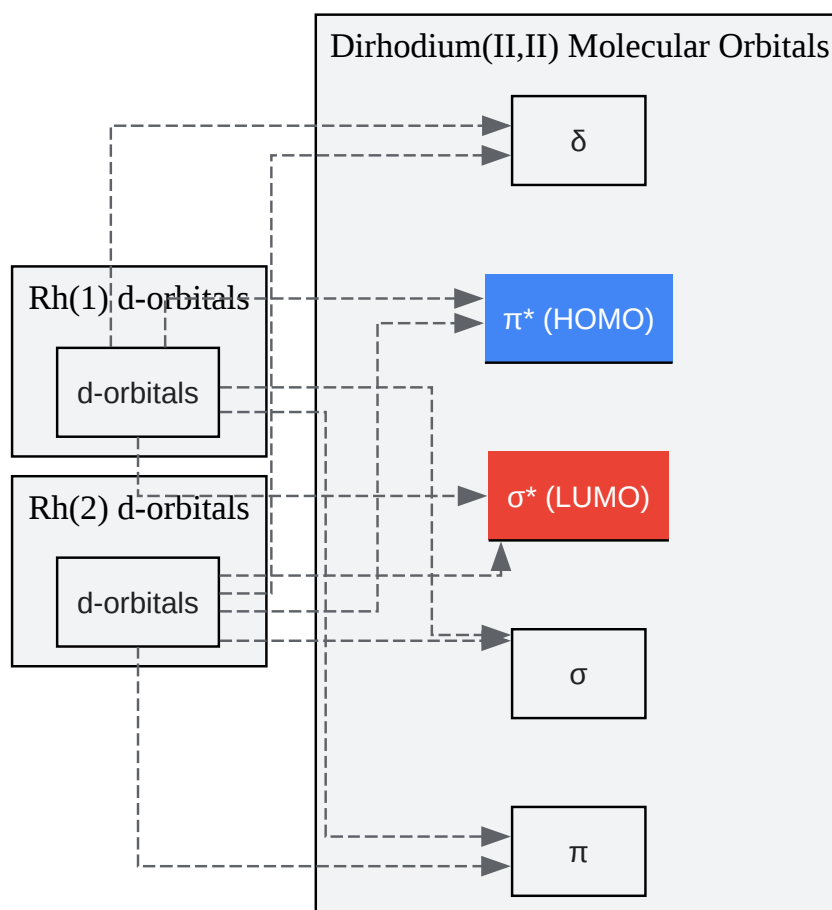 Dirhodium(II,II) Molecular Orbitals
δ
Rh(1) d-orbitals
π* (HOMO)
d-orbitals
σ* (LUMO)
Rh(2) d-orbitals
d-orbitals
σ
π